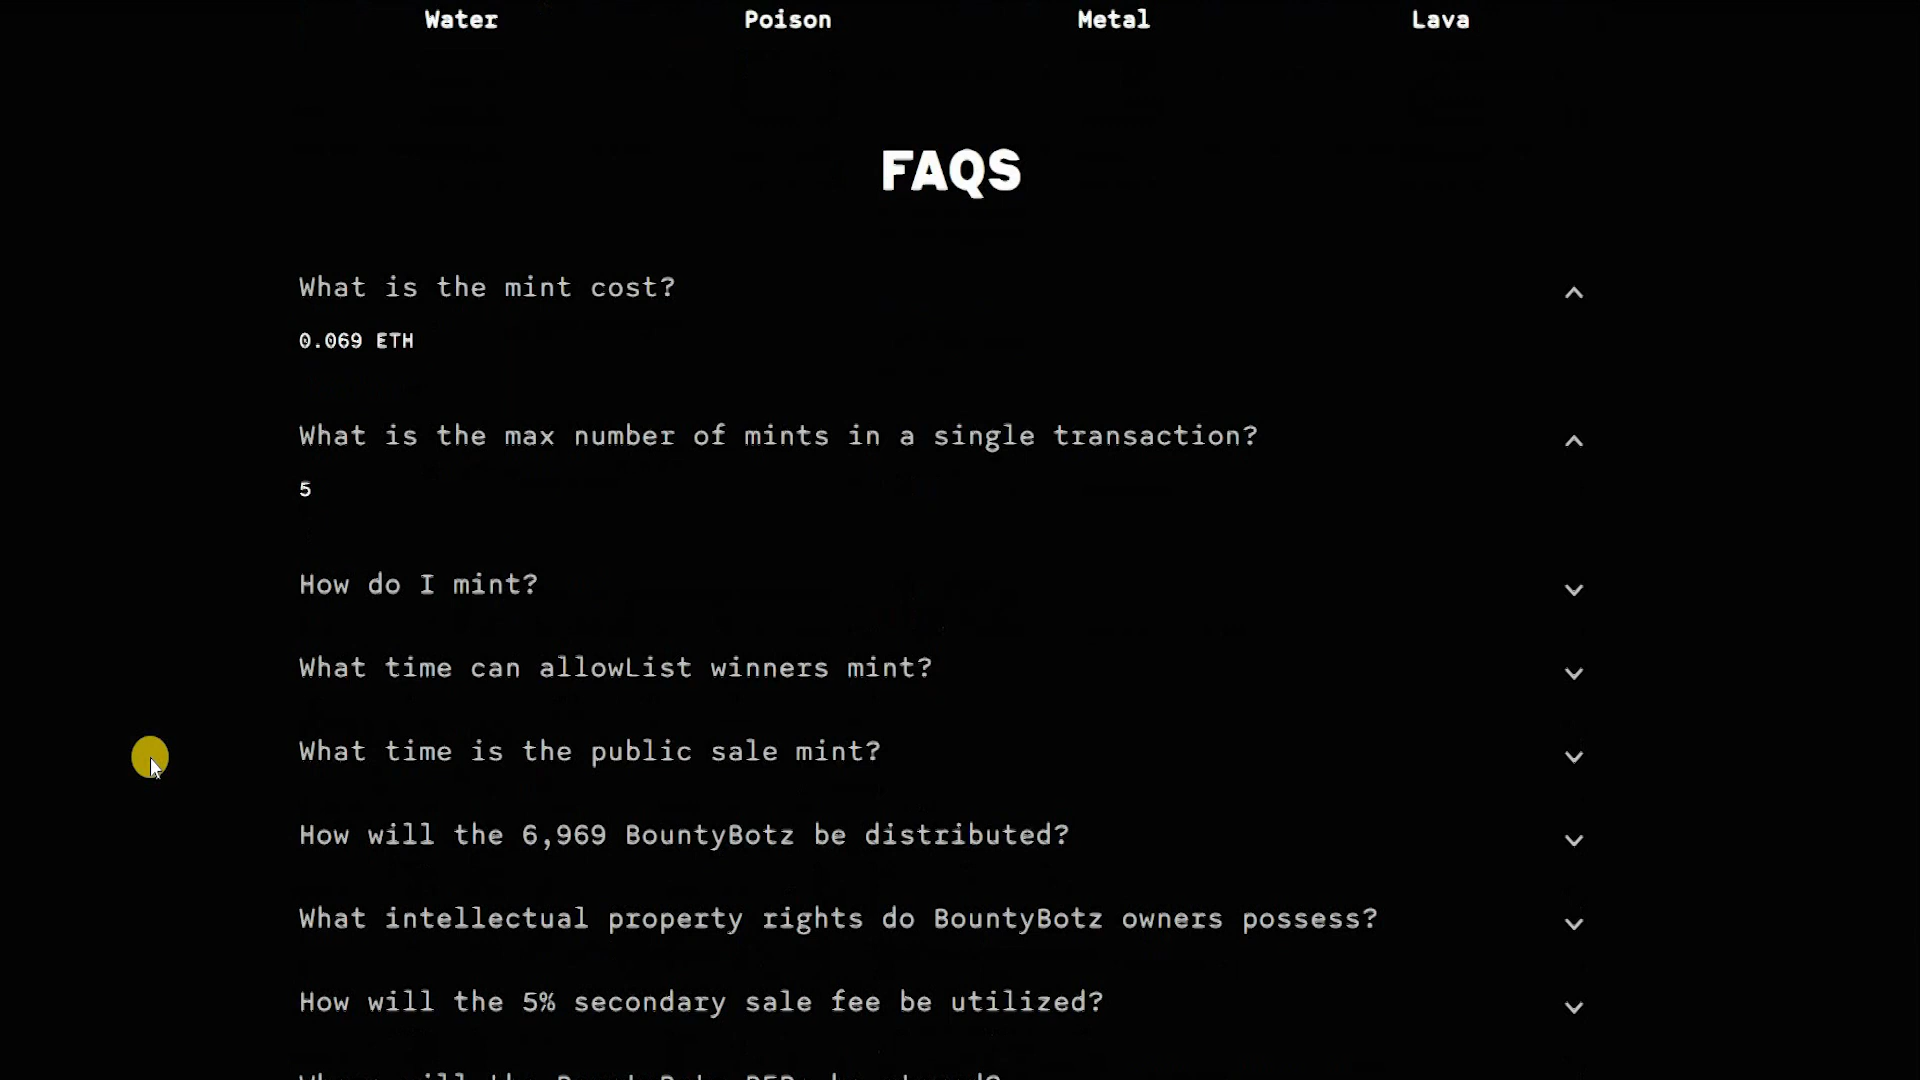 Water Poison Metal Lava
FAQS
What is the mint cost?
0.069 ETH
What is the max number of mints in a single transaction?
5
How do I mint?
What time can allowList winners mint?
What time is the public sale mint?
How will the 6,969 BountyBotz be distributed?
What intellectual property rights do BountyBotz owners possess?
How will the 5% secondary sale fee be utilized?